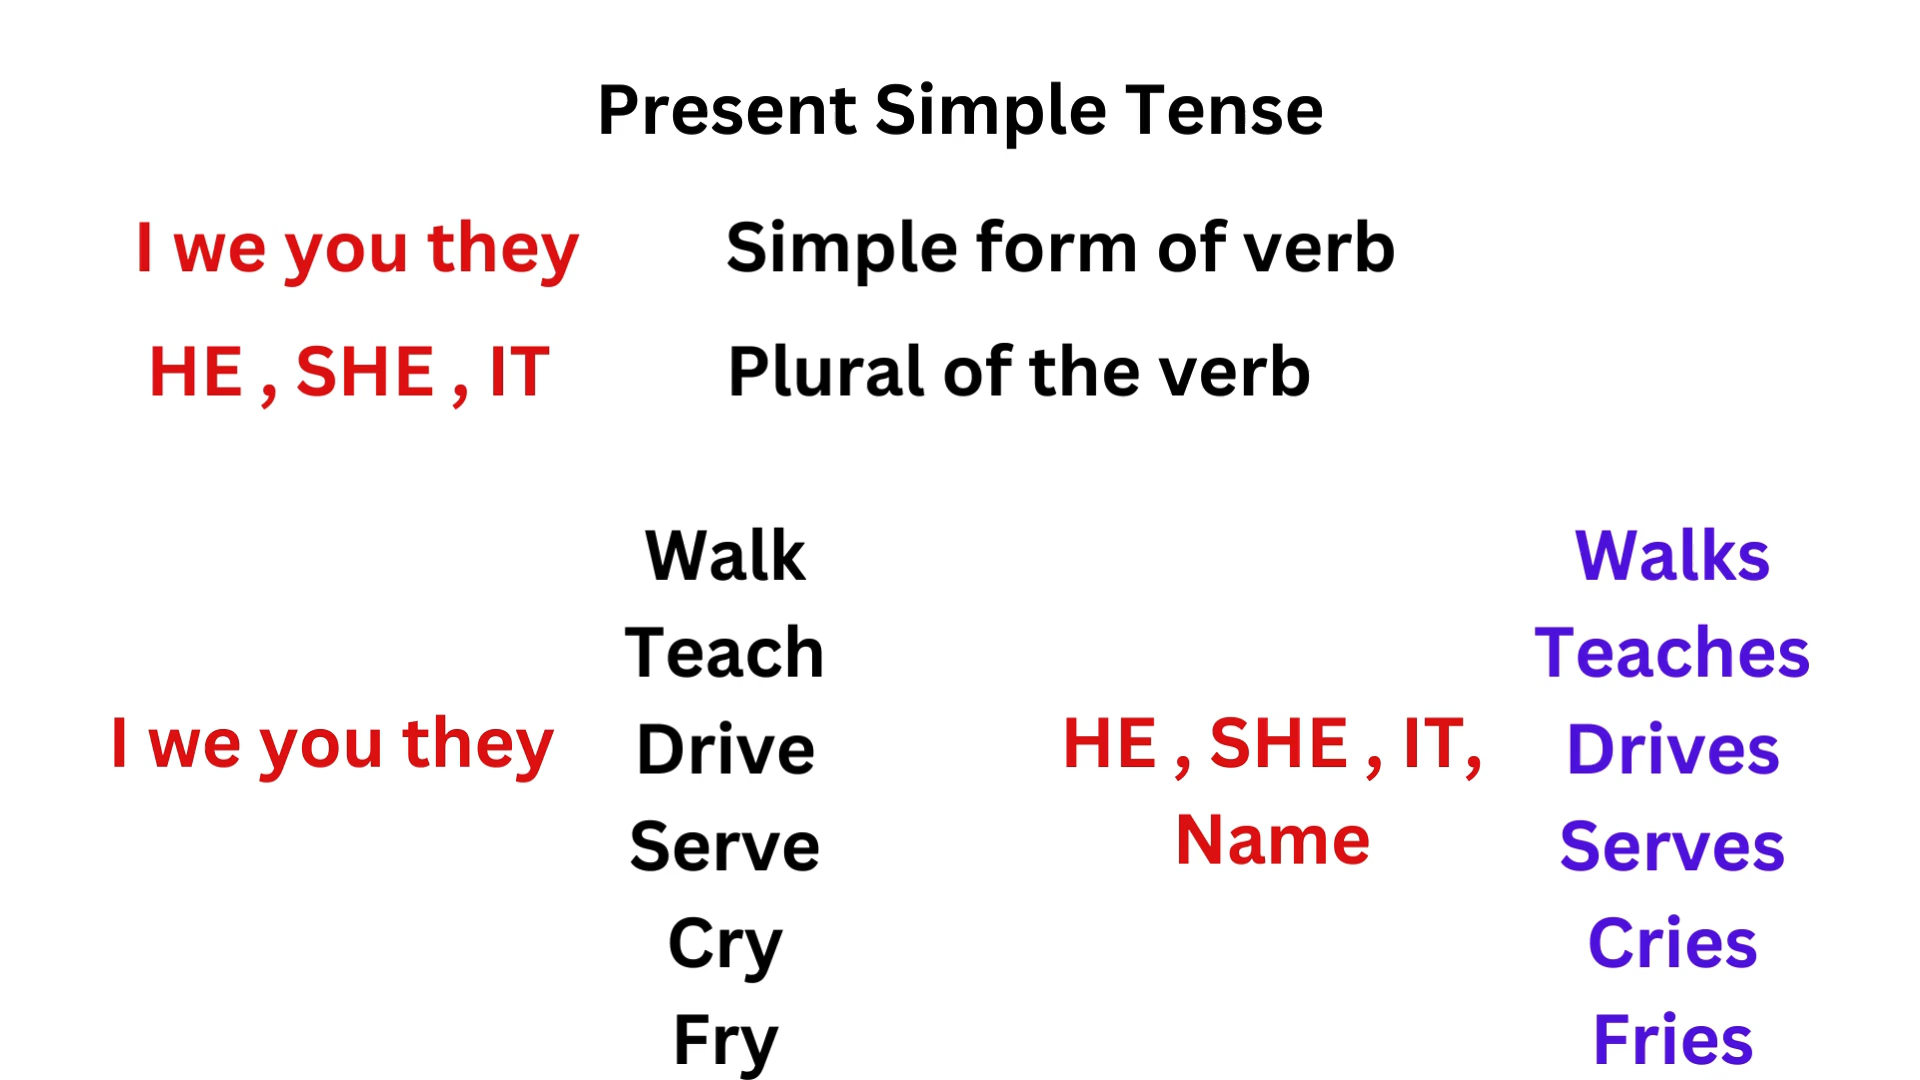 Present Simple Tense
I we you they Simple form of verb
HE , SHE , IT Plural of the verb
Walk Walks
Teach Teaches
I we you they Drive HE , SHE , IT, Drives
Serve Name Serves
Cry Cries
Fry Fries